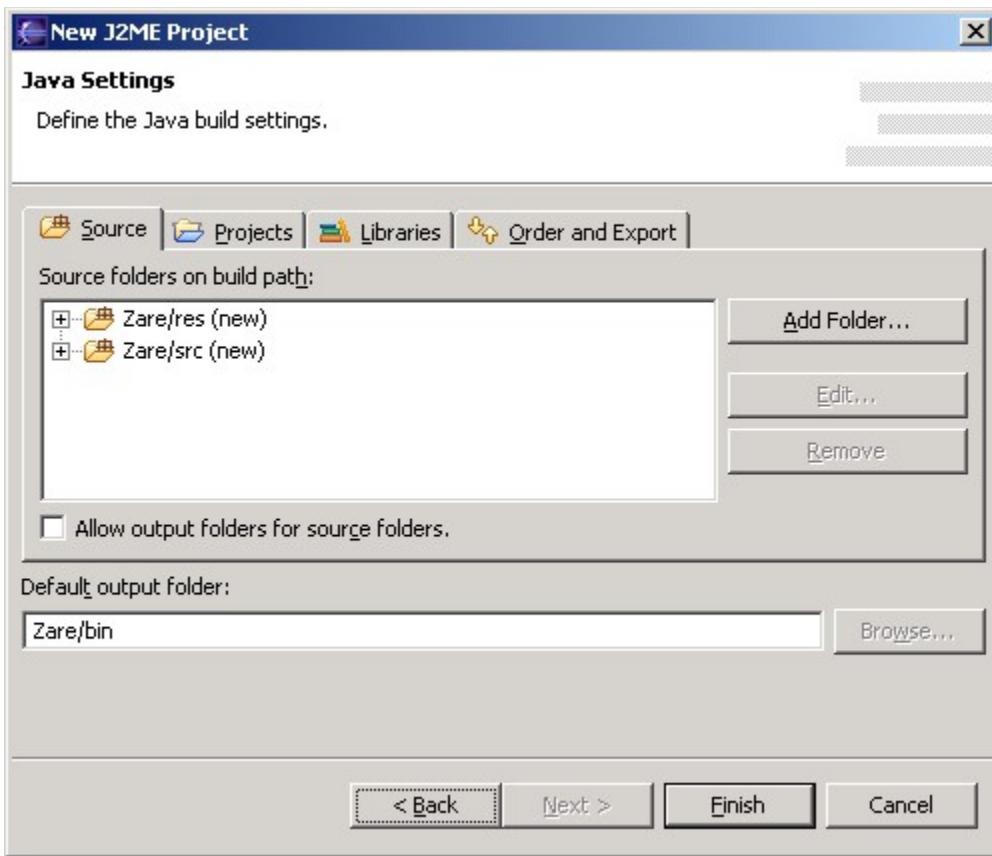 New J2ME Project
Java Settings
Define the Java build settings.
Source Projects Libraries Order and Export
Source folders on build path:
Zare/res (new)
Add Folder...
Zare/src (new)
Edit...
Remove
Allow output folders for source folders.
Default output folder:
Zare/bin
Browse...
< Back Next > Finish Cancel